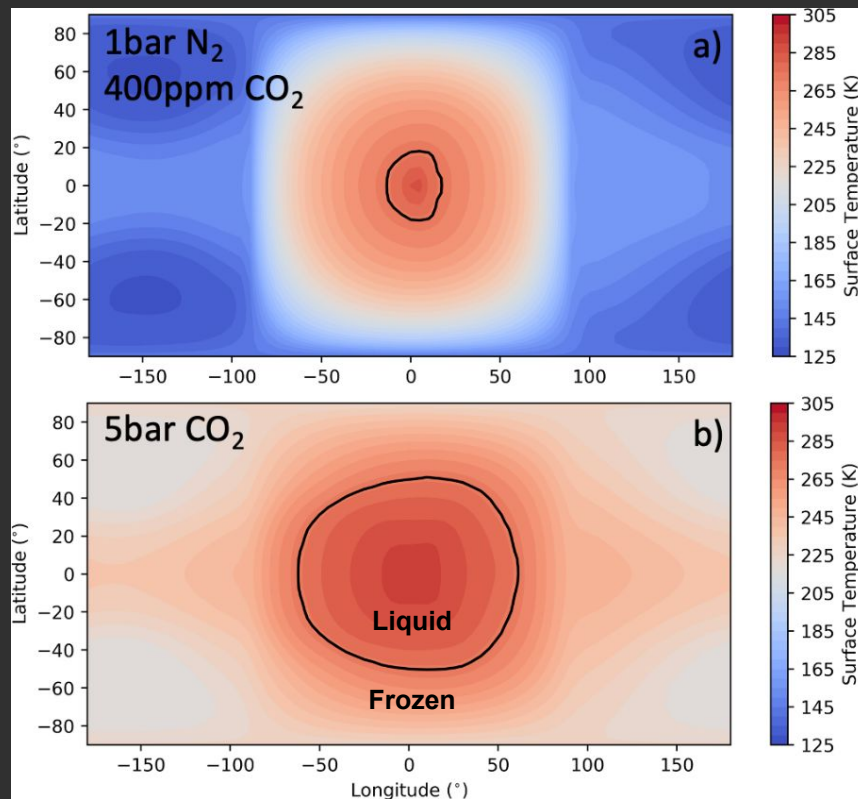 1bar N₂
400ppm CO₂
a)
80
60
40
20
0
−20
−40
−60
−80
Latitude (°)
−150 −100 −50 0 50 100 150
305
285
265
245
225
205
185
165
145
125
Surface Temperature (K)
5bar CO₂
b)
80
60
40
20
0
−20
−40
−60
−80
Latitude (°)
Liquid
Frozen
−150 −100 −50 0 50 100 150
Longitude (°)
305
285
265
245
225
205
185
165
145
125
Surface Temperature (K)